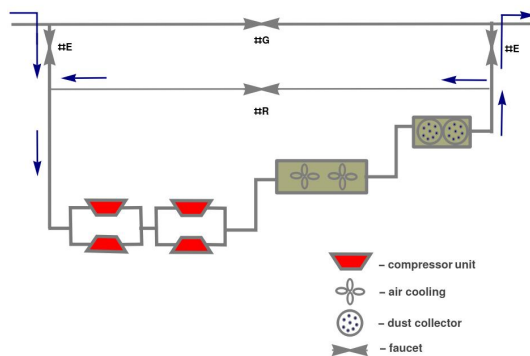 #E
#G
#E
#R
– compressor unit
– air cooling
– dust collector
– faucet